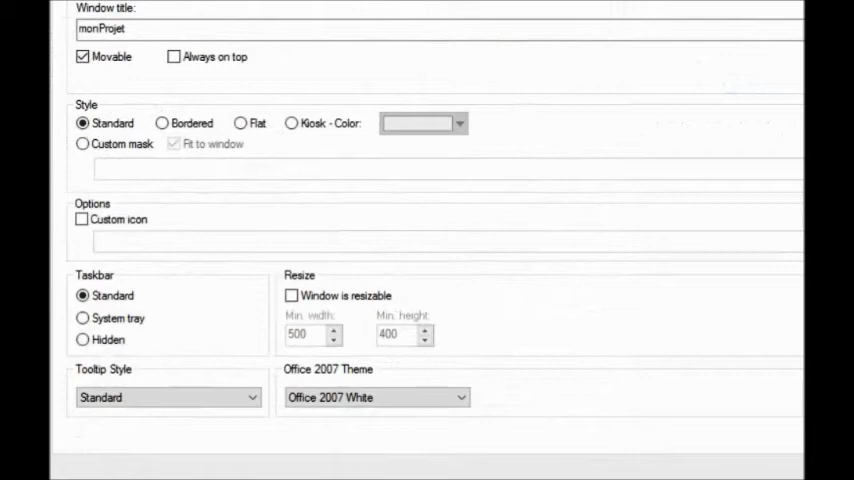 Window title:
monProjet
Movable Always on top
Style
Standard Bordered Flat Kiosk - Color:
Custom mask Fit to window
Options
Custom icon
Taskbar Resize
Standard Window is resizable
Min. width: Min. height:
System tray 500 400
Hidden
Tooltip Style Office 2007 Theme
Standard Office 2007 White